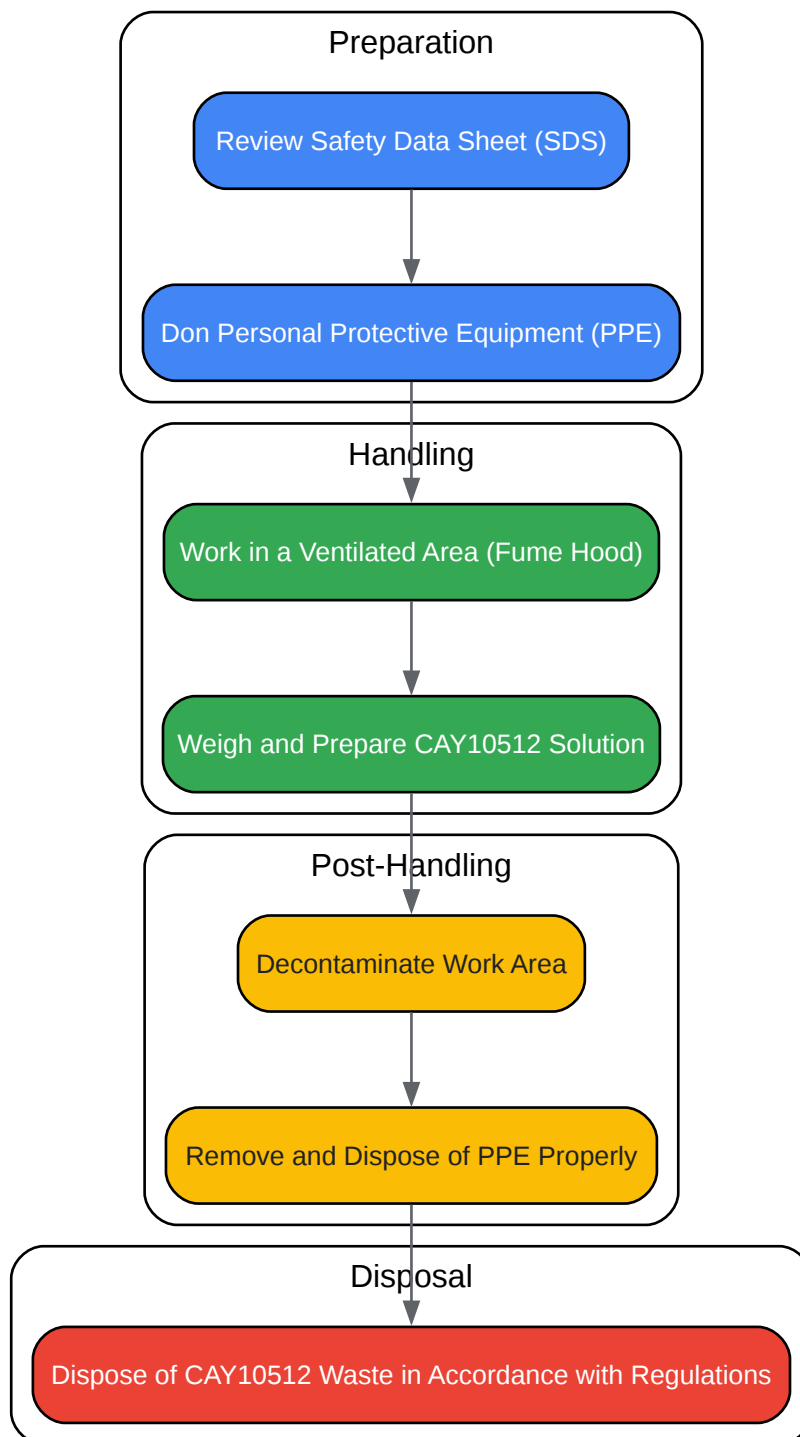 Preparation
Review Safety Data Sheet (SDS)
Don Personal Protective Equipment (PPE)
Handling
Work in a Ventilated Area (Fume Hood)
Weigh and Prepare CAY10512 Solution
Post-Handling
Decontaminate Work Area
Remove and Dispose of PPE Properly
Disposal
Dispose of CAY10512 Waste in Accordance with Regulations